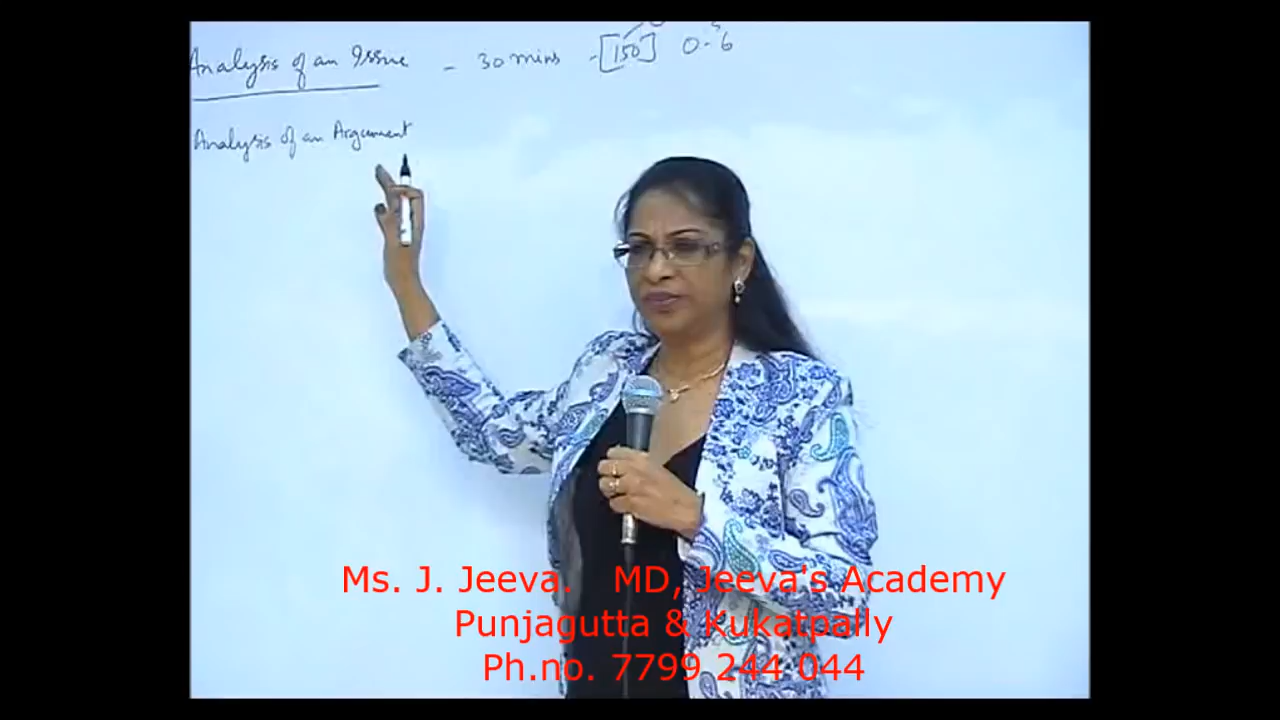 Analysis of an Issue - 30 mins - [150] 0-6
Analysis of an Argument
Ms. J. Jeeva. MD, Jeeva's Academy
Punjagutta & Kukatpally
Ph.no. 7799 244 044